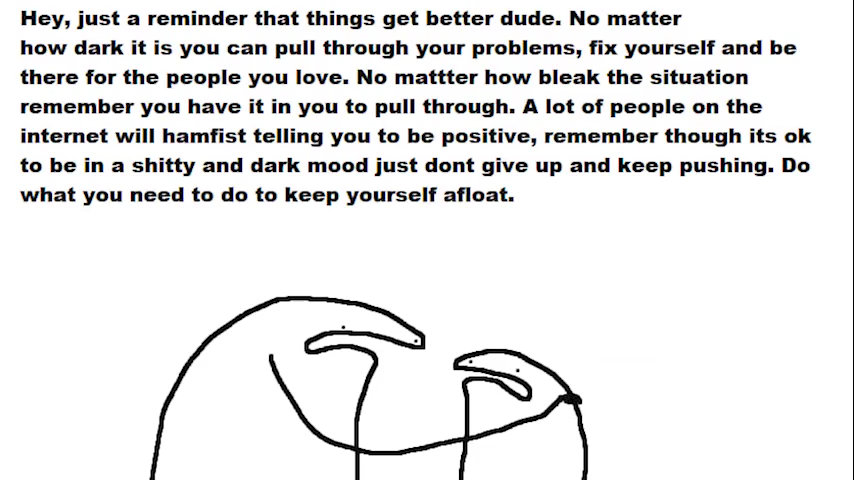 Hey, just a reminder that things get better dude. No matter
how dark it is you can pull through your problems, fix yourself and be
there for the people you love. No mattter how bleak the situation
remember you have it in you to pull through. A lot of people on the
internet will hamfist telling you to be positive, remember though its ok
to be in a shitty and dark mood just dont give up and keep pushing. Do
what you need to do to keep yourself afloat.